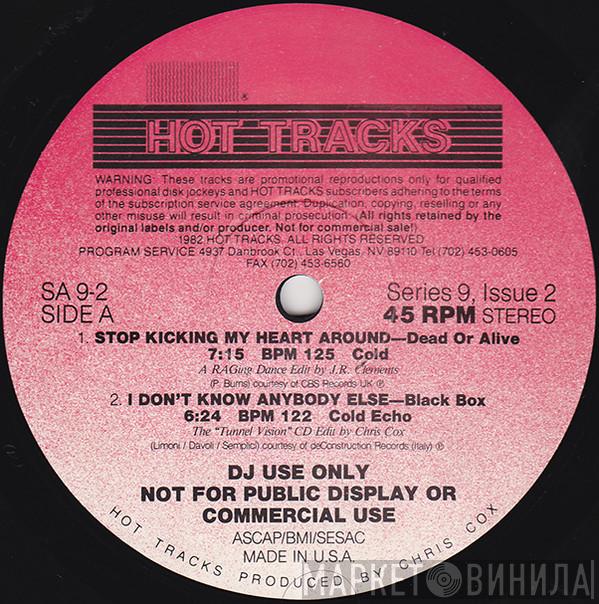 HOT TRACKS
WARNING: These tracks are promotional reproductions only for qualified
professional disk jockeys and HOT TRACKS subscribers adhering to the terms
of the subscription service agreement. Duplication, copying, reselling or any
other misuse will result in criminal prosecution. (All rights retained by the
original labels and/or producer. Not for commercial sale!)
1982 HOT TRACKS. ALL RIGHTS RESERVED
PROGRAM SERVICE 4937 Danbrook Ct., Las Vegas, NV 89110 Tel (702) 453-0605
FAX (702) 453-6560
SA 9-2
SIDE A
Series 9, Issue 2
45 RPM STEREO
1. STOP KICKING MY HEART AROUND—Dead Or Alive
7:15 BPM 125 Cold
A RAGing Dance Edit by J.R. Clements
(P. Burns) courtesy of CBS Records UK ℗
2. I DON'T KNOW ANYBODY ELSE—Black Box
6:24 BPM 122 Cold Echo
The "Tunnel Vision" CD Edit by Chris Cox
(Limoni / Davoli / Semplici) courtesy of deConstruction Records (Italy) ℗
DJ USE ONLY
NOT FOR PUBLIC DISPLAY OR
COMMERCIAL USE
ASCAP/BMI/SESAC
MADE IN U.S.A.
HOT TRACKS PRODUCED BY CHRIS COX
МАРКЕТ ВИНИЛА